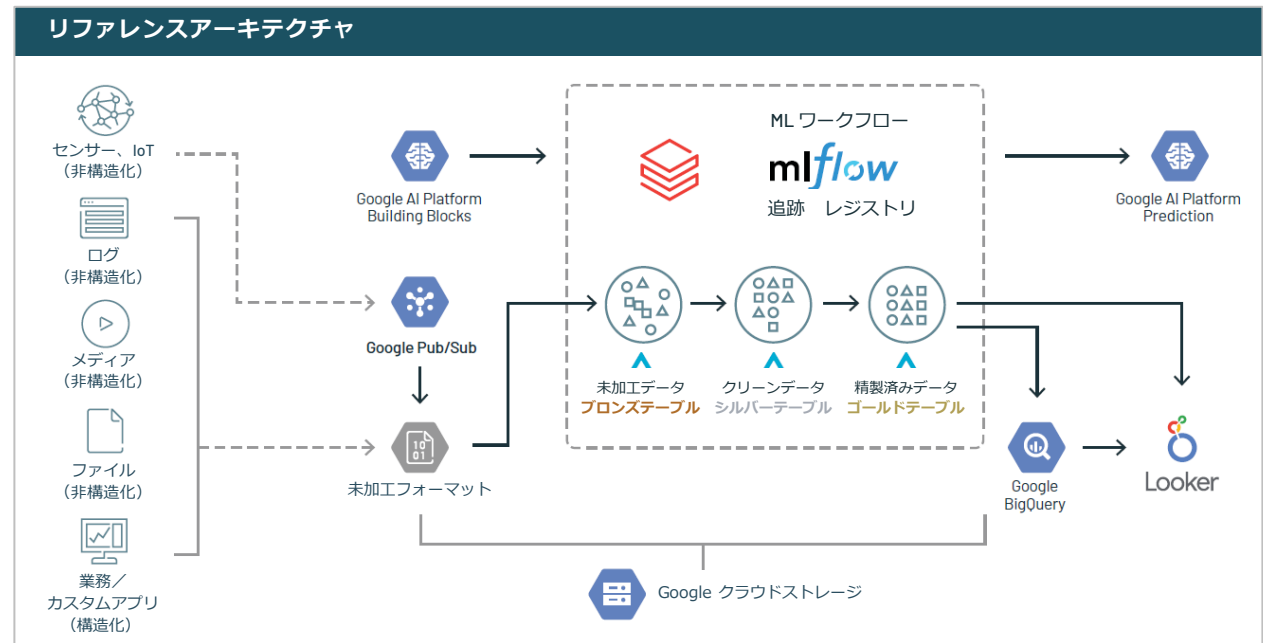 リファレンスアーキテクチャ
センサー、IoT
(非構造化)
ログ
(非構造化)
メディア
(非構造化)
ファイル
(非構造化)
業務／
カスタムアプリ
(構造化)
Google AI Platform
Building Blocks
Google Pub/Sub
10
01
未加工フォーマット
ML ワークフロー
mlflow
追跡 レジストリ
未加工データ
ブロンズテーブル
クリーンデータ
シルバーテーブル
精製済みデータ
ゴールドテーブル
Google AI Platform
Prediction
Google
BigQuery
Looker
Google クラウドストレージ